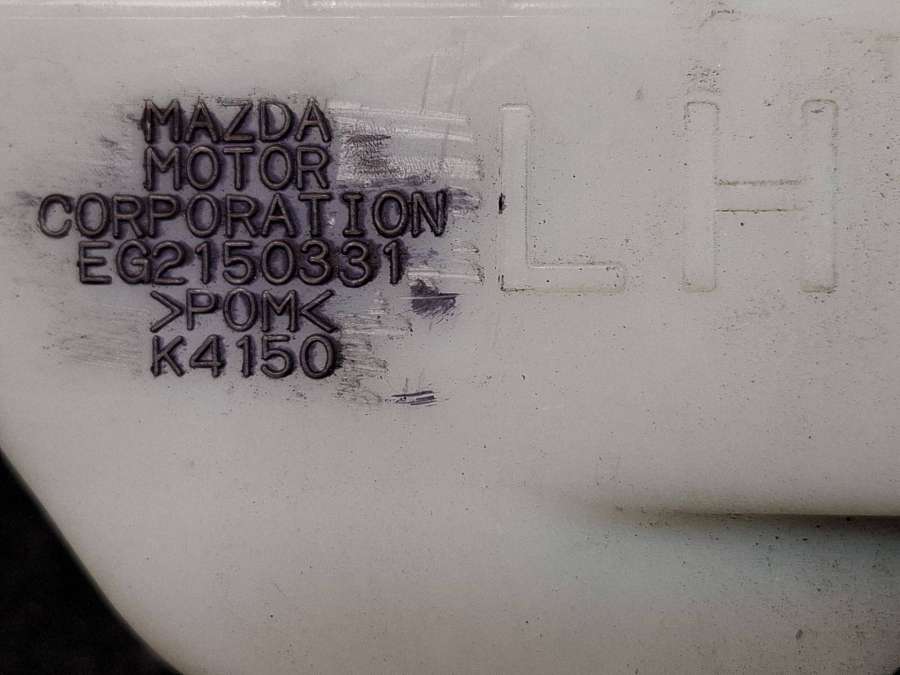 MAZDA
MOTOR
CORPORATION
EG2150331
>POM<
K4150
LH